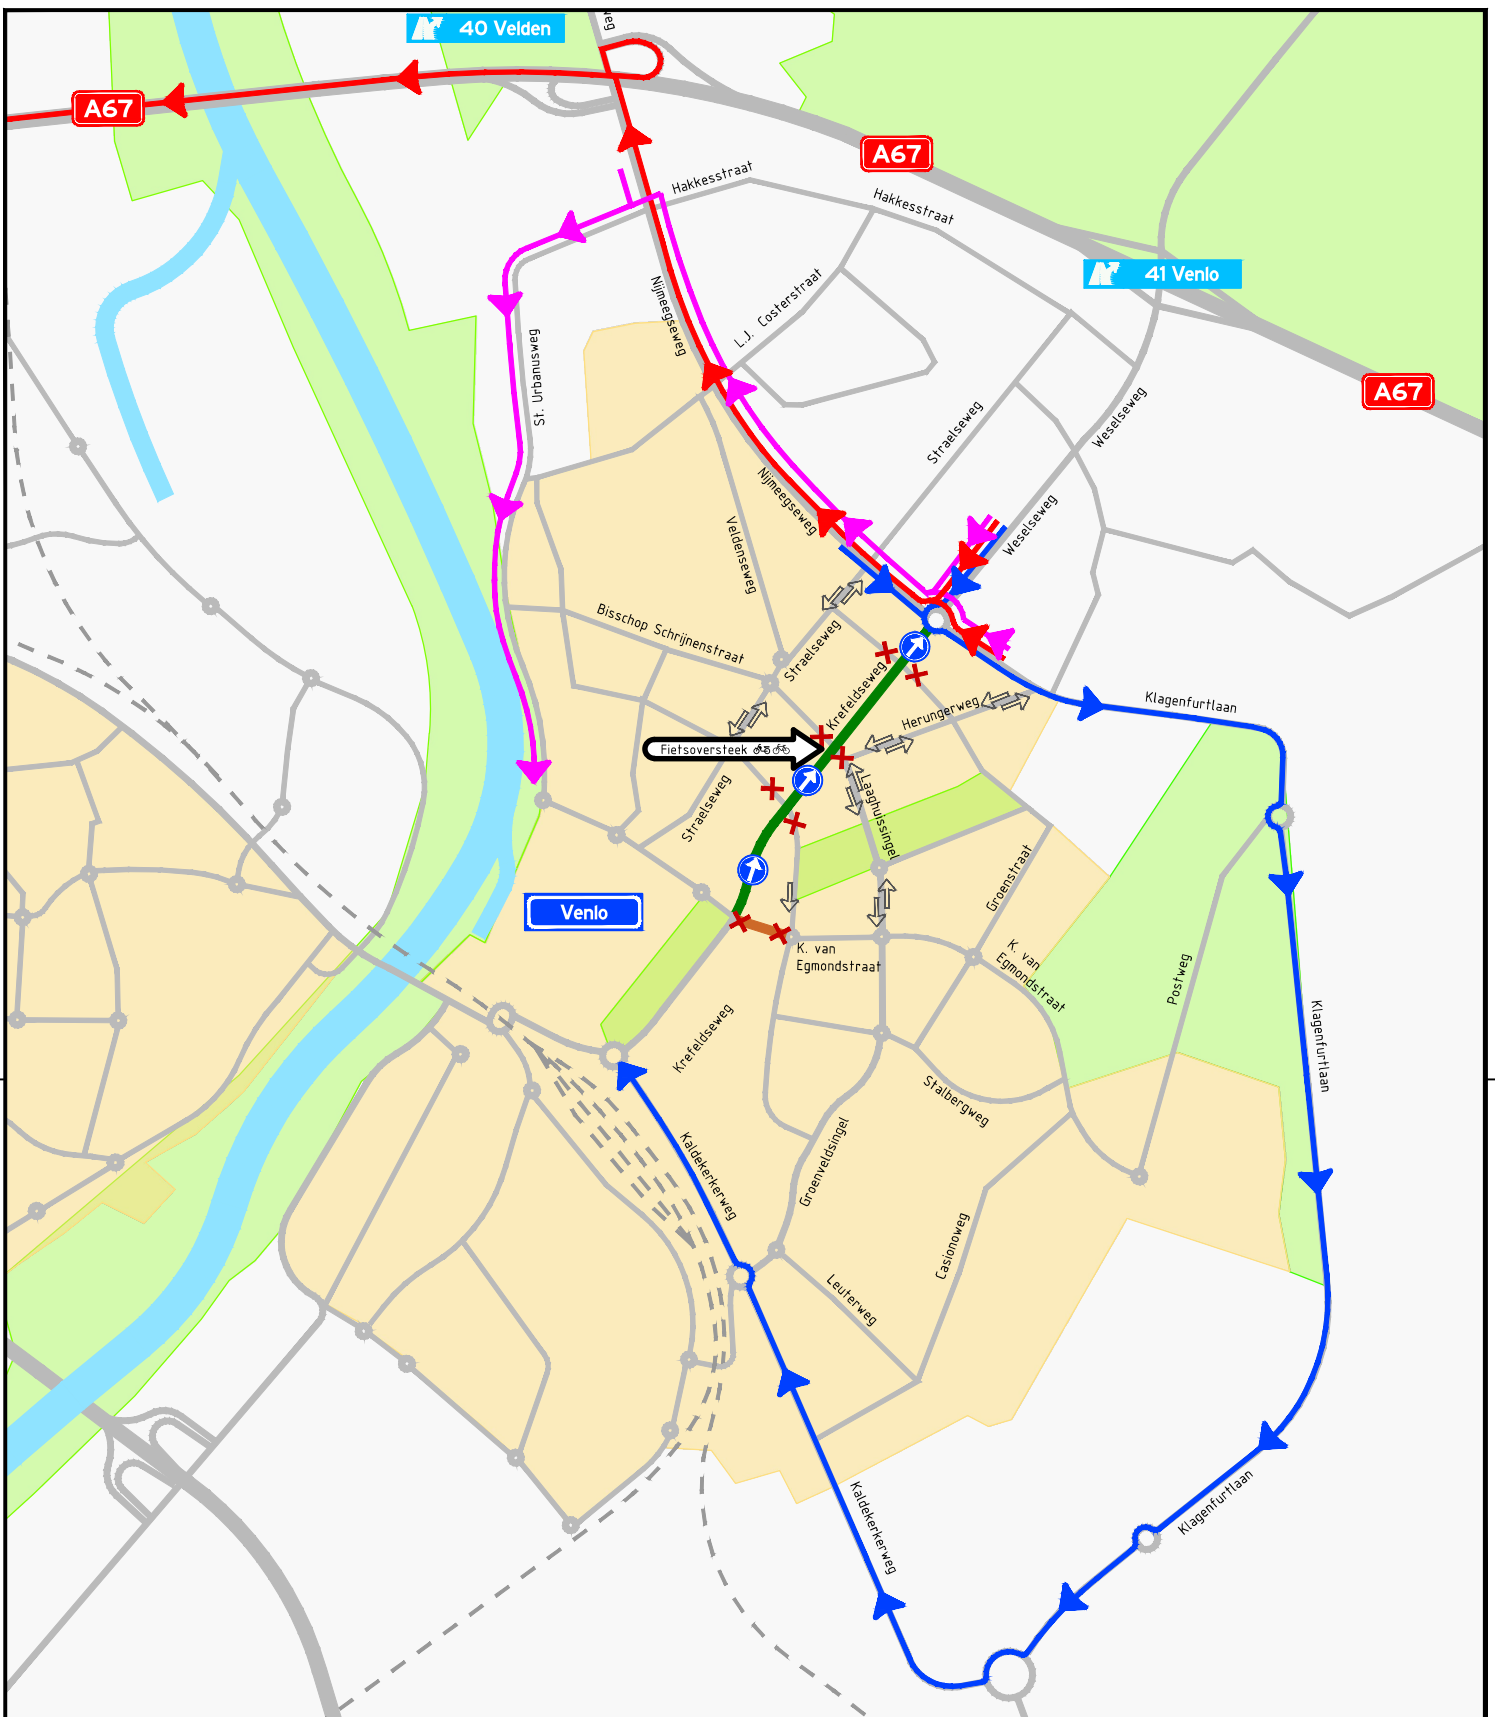 weg
40 Velden
A67
A67
Hakkesstraat
Hakkesstraat
41 Venlo
A67
Nijmeegseweg
L.J. Costerstraat
St. Urbanusweg
Straelseweg
Weselseweg
Nijmeegseweg
Weselseweg
Veldenseweg
Bisschop Schrijnenstraat
Straelseweg
Krefeldseweg
Herungerweg
Klagenfurtlaan
Fietsoversteek
Straelseweg
Laaghuissingel
Groenstraat
Venlo
K. van
Egmondstraat
K. van
Egmondstraat
Postweg
Klagenfurtlaan
Krefeldseweg
Stalbergweg
Kaldekerkerweg
Groenveldsingel
Casionoweg
Leuterweg
Kaldekerkerweg
Klagenfurtlaan